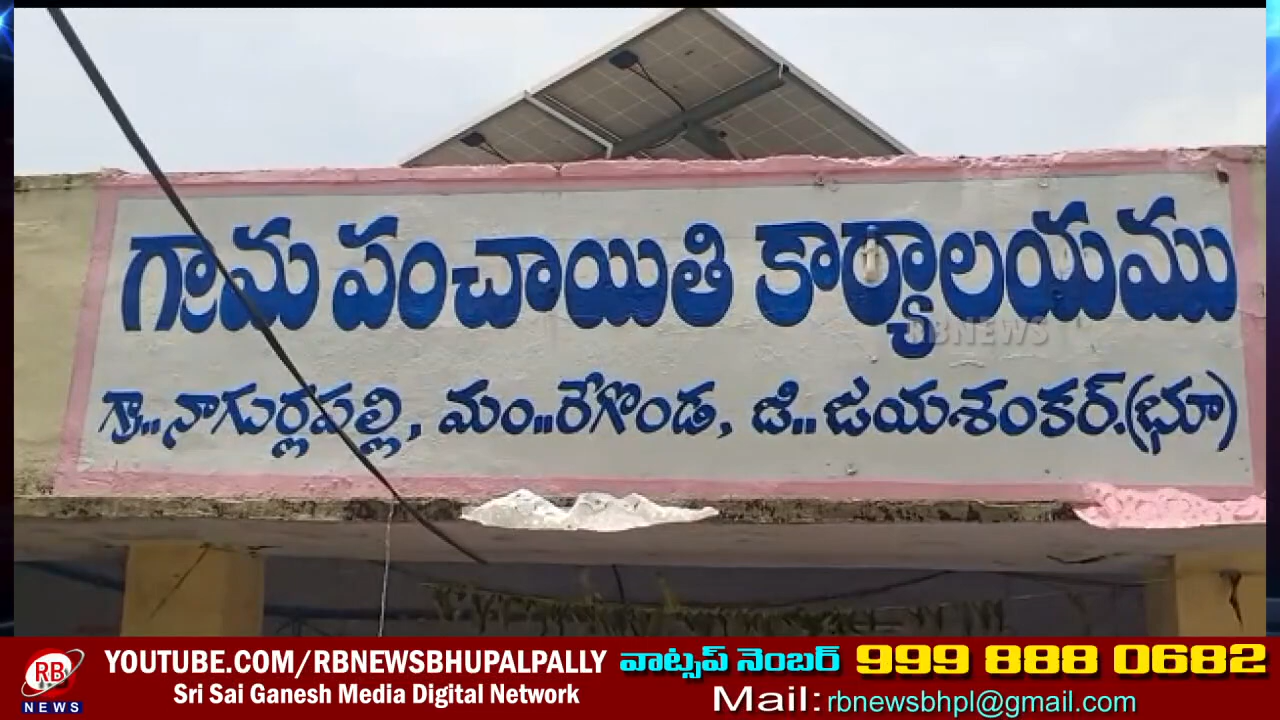 గ్రామ పంచాయితి కార్యాలయము
RBNEWS
గ్రా..నాగుర్లపల్లి, మం..రేగొండ, జి..జయశంకర్.(భూ)
RB
NEWS
YOUTUBE.COM/RBNEWSBHUPALPALLY వాట్సప్ నెంబర్ 999 888 0682
Sri Sai Ganesh Media Digital Network Mail: rbnewsbhpl@gmail.com